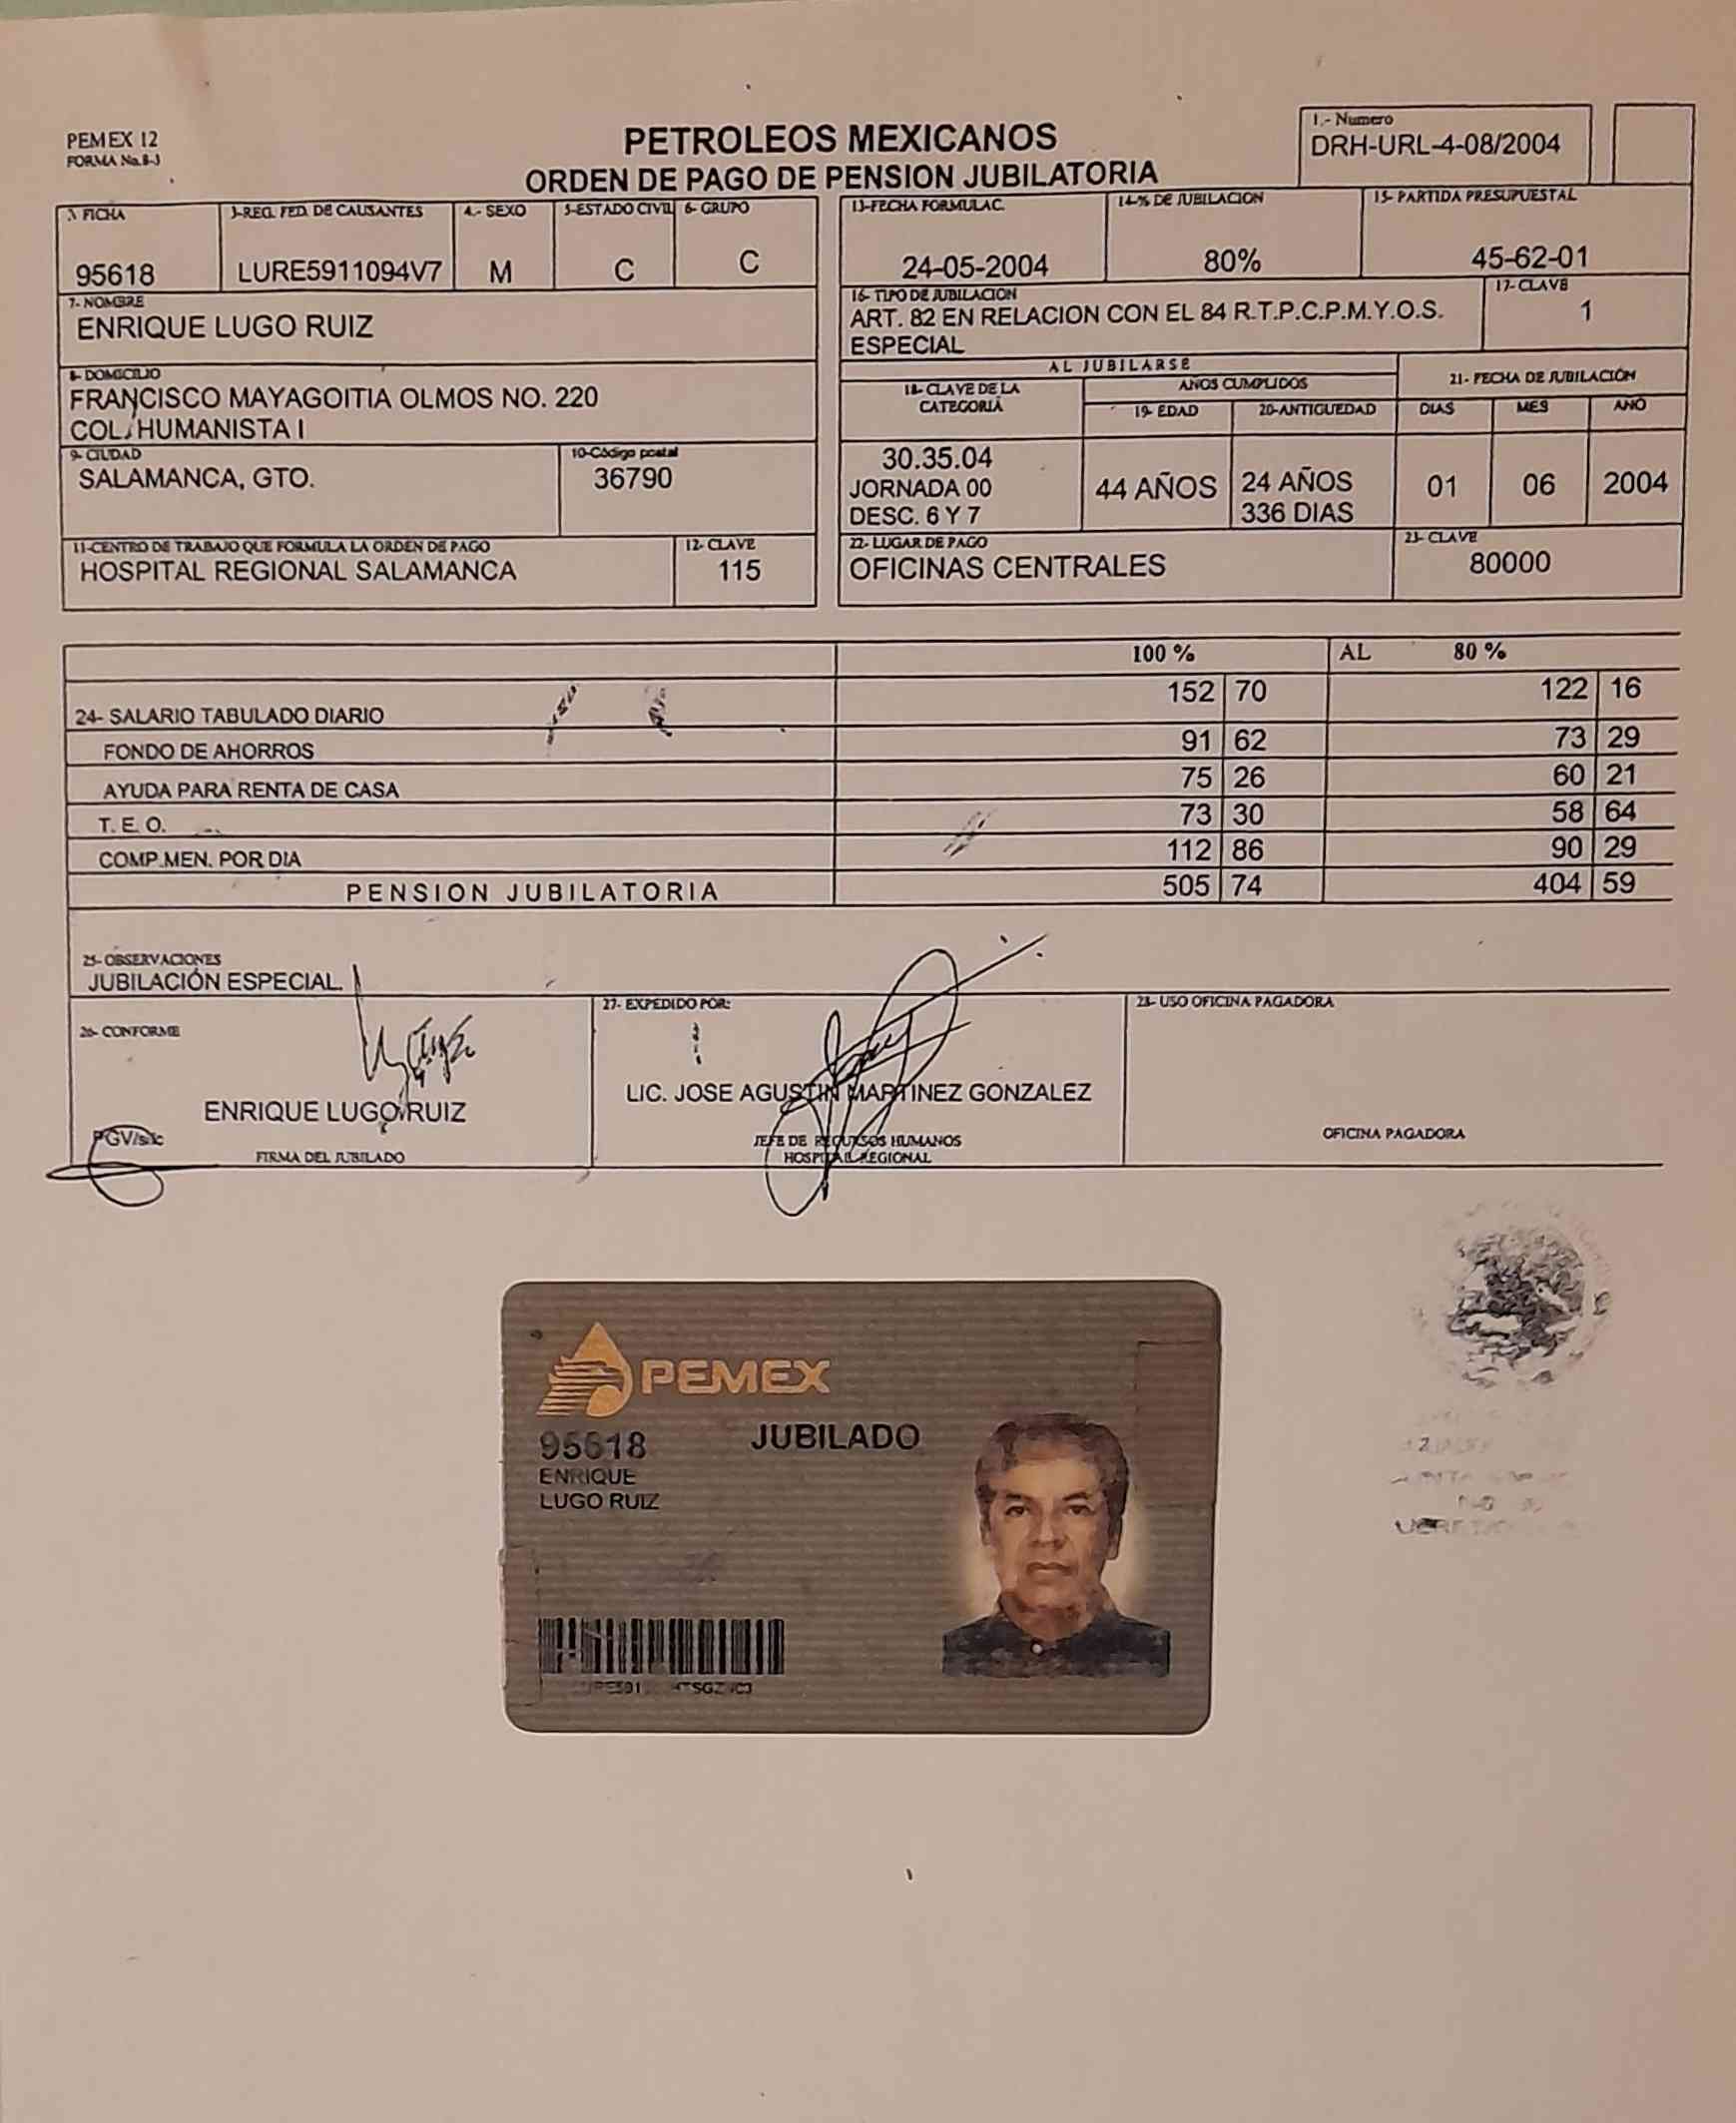 PEMEX 12
FORMA No. B-3
PETROLEOS MEXICANOS
ORDEN DE PAGO DE PENSION JUBILATORIA
1.- Numero
DRH-URL-4-08/2004
FICHA
3-REG. FED. DE CAUSANTES
4.- SEXO
5-ESTADO CIVIL
6- GRUPO
95618
LURE5911094V7
M
C
C
7- NOMBRE
ENRIQUE LUGO RUIZ
8- DOMICILIO
FRANCISCO MAYAGOITIA OLMOS NO. 220
COL. HUMANISTA I
9- CIUDAD
10-Código postal
SALAMANCA, GTO.
36790
11-CENTRO DE TRABAJO QUE FORMULA LA ORDEN DE PAGO
12- CLAVE
HOSPITAL REGIONAL SALAMANCA
115
13-FECHA FORMULAC.
14-% DE JUBILACION
15- PARTIDA PRESUPUESTAL
24-05-2004
80%
45-62-01
16- TIPO DE JUBILACION
17- CLAVE
ART. 82 EN RELACION CON EL 84 R.T.P.C.P.M.Y.O.S.
1
ESPECIAL
AL JUBILARSE
18- CLAVE DE LA
CATEGORIA
AÑOS CUMPLIDOS
21- FECHA DE JUBILACIÓN
19- EDAD
20-ANTIGUEDAD
DIAS
MES
AÑO
30.35.04
JORNADA 00
DESC. 6 Y 7
44 AÑOS
24 AÑOS
336 DIAS
01
06
2004
22- LUGAR DE PAGO
23- CLAVE
OFICINAS CENTRALES
80000
100 %
AL 80 %
24- SALARIO TABULADO DIARIO 152 70 122 16
FONDO DE AHORROS 91 62 73 29
AYUDA PARA RENTA DE CASA 75 26 60 21
T. E. O. 73 30 58 64
COMP.MEN. POR DIA 112 86 90 29
PENSION JUBILATORIA 505 74 404 59
25- OBSERVACIONES
JUBILACIÓN ESPECIAL.
26- CONFORME
27- EXPEDIDO POR:
28- USO OFICINA PAGADORA
ENRIQUE LUGO RUIZ
LIC. JOSE AGUSTIN MARTINEZ GONZALEZ
FIRMA DEL JUBILADO
JEFE DE RECURSOS HUMANOS
HOSPITAL REGIONAL
OFICINA PAGADORA
PEMEX
95618
JUBILADO
ENRIQUE
LUGO RUIZ